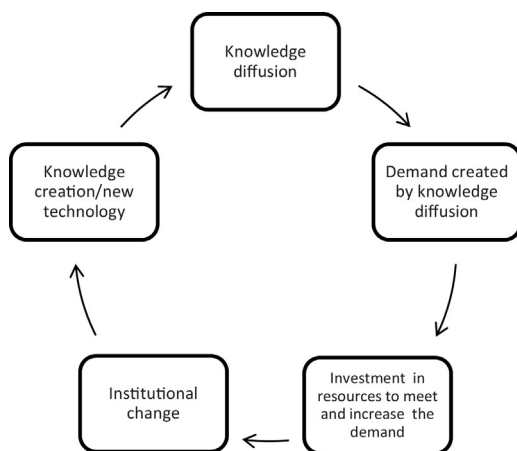 Knowledge
diffusion
Knowledge
creation/new
technology
Demand created
by knowledge
diffusion
Institutional
change
Investment in
resources to meet
and increase the
demand